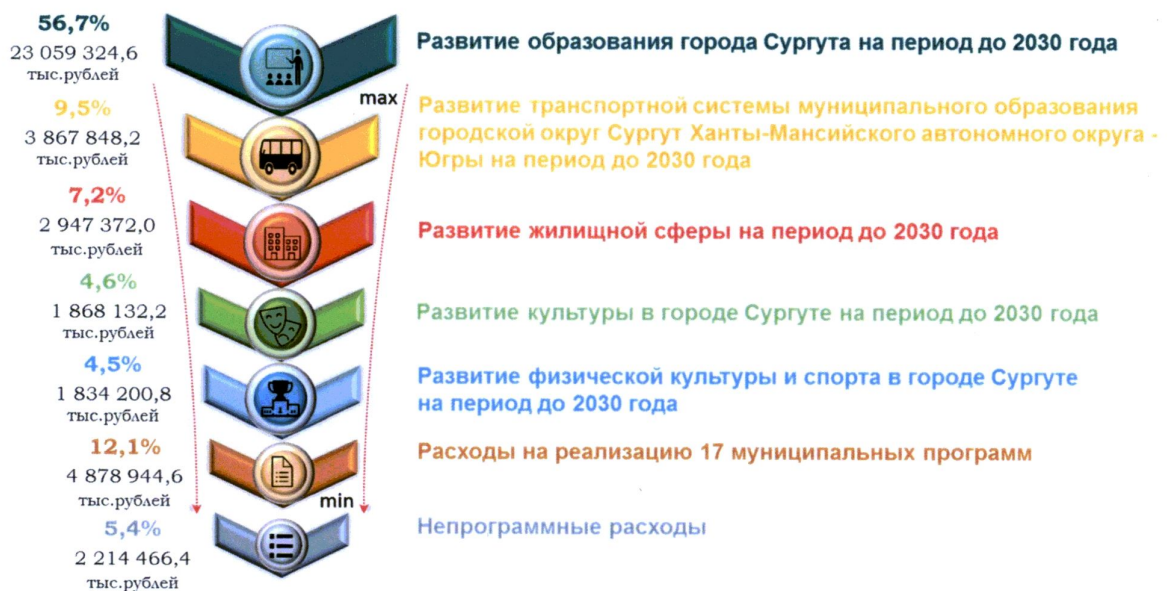 56,7%
23 059 324,6
тыс.рублей
Развитие образования города Сургута на период до 2030 года
max
9,5%
3 867 848,2
тыс.рублей
Развитие транспортной системы муниципального образования
городской округ Сургут Ханты-Мансийского автономного округа -
Югры на период до 2030 года
7,2%
2 947 372,0
тыс.рублей
Развитие жилищной сферы на период до 2030 года
4,6%
1 868 132,2
тыс.рублей
Развитие культуры в городе Сургуте на период до 2030 года
4,5%
1 834 200,8
тыс.рублей
Развитие физической культуры и спорта в городе Сургуте
на период до 2030 года
12,1%
4 878 944,6
тыс.рублей
Расходы на реализацию 17 муниципальных программ
min
5,4%
2 214 466,4
тыс.рублей
Непрограммные расходы